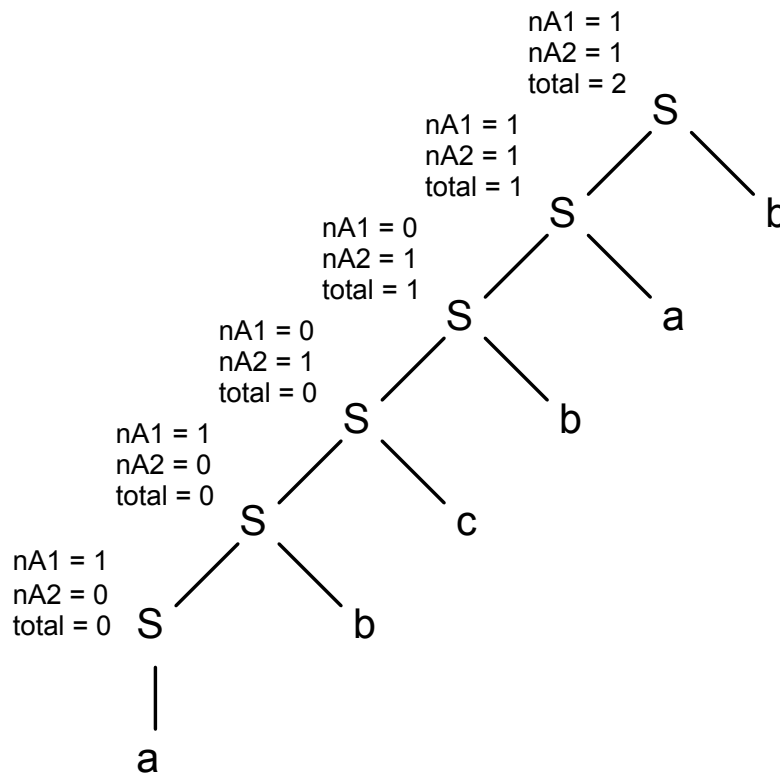 nA1 = 1
nA2 = 1
total = 2
S
nA1 = 1
nA2 = 1
total = 1
S
b
nA1 = 0
nA2 = 1
total = 1
S
a
nA1 = 0
nA2 = 1
total = 0
S
b
nA1 = 1
nA2 = 0
total = 0
S
c
nA1 = 1
nA2 = 0
total = 0
S
b
a